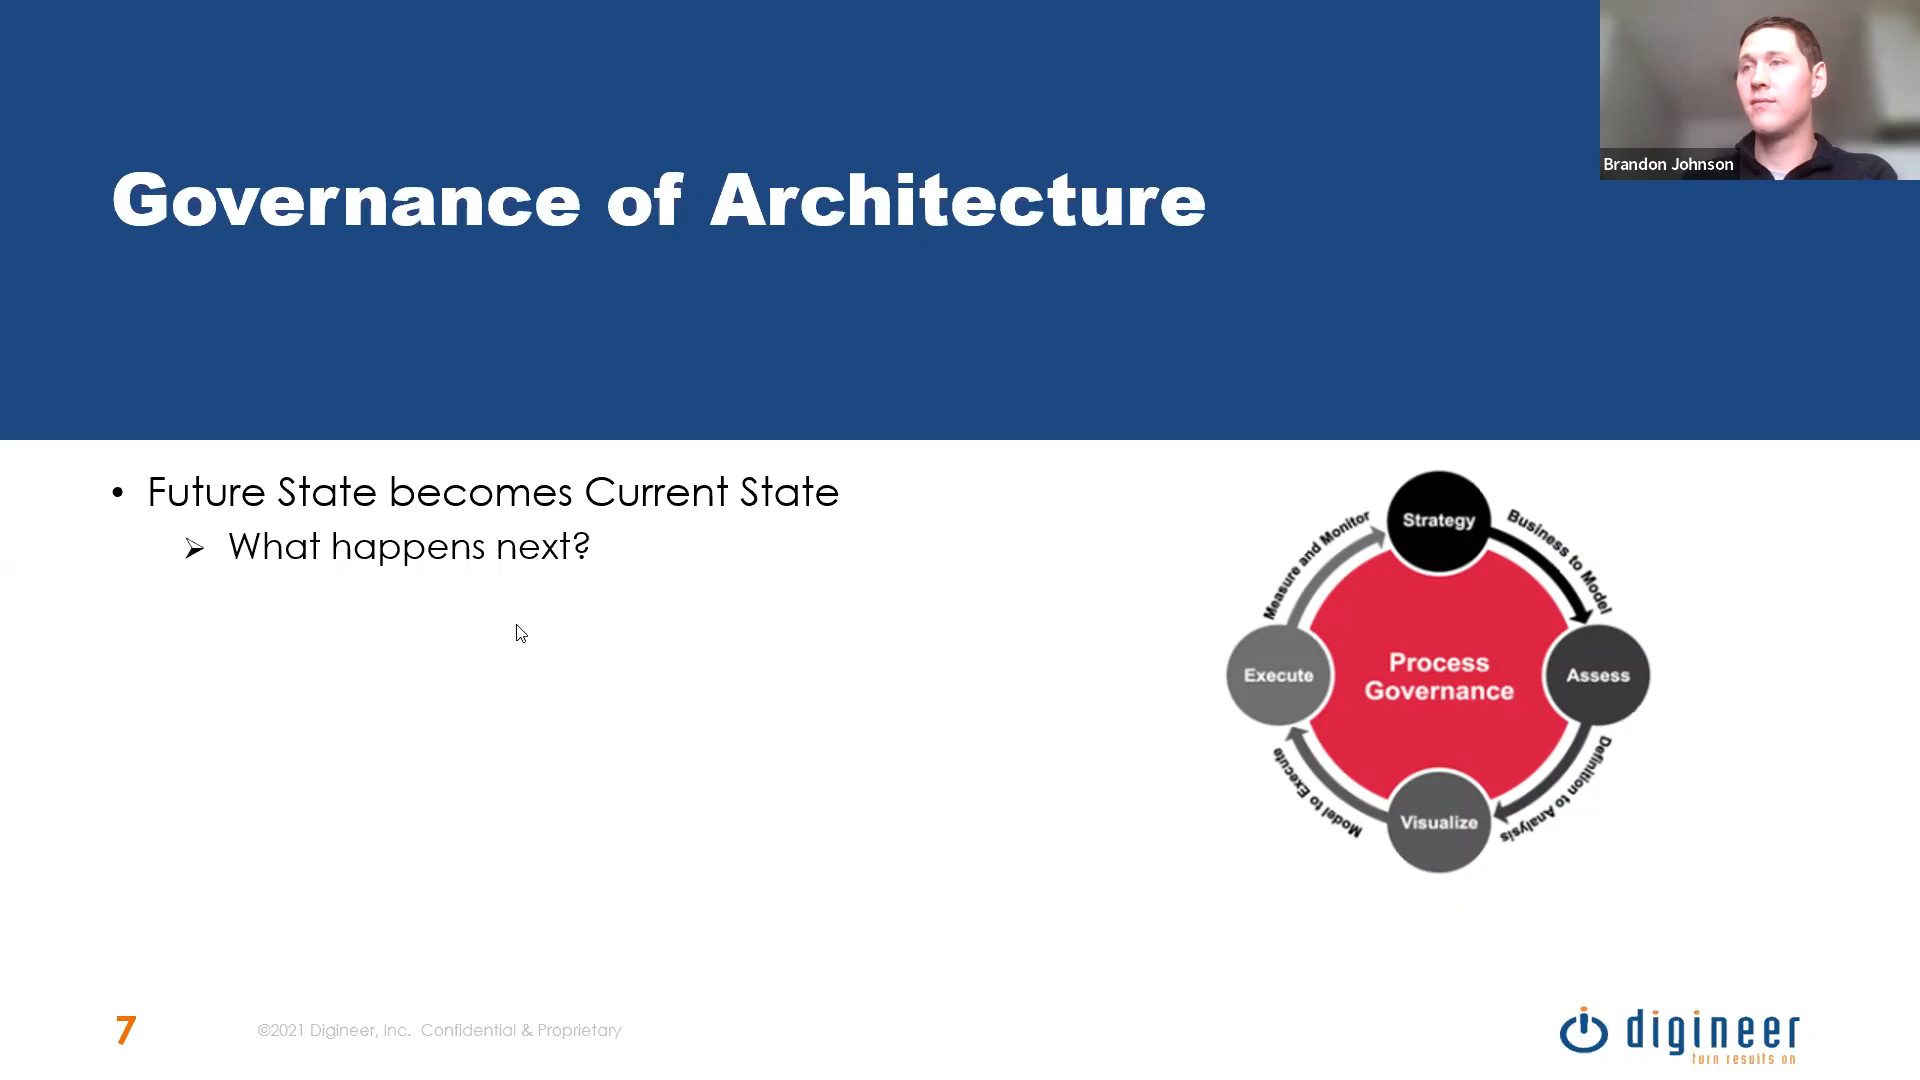 Brandon Johnson
Governance of Architecture
• Future State becomes Current State
➢ What happens next?
Strategy
Business to Model
Assess
Definition to Analysis
Visualize
Model to Execute
Execute
Measure and Monitor
Process
Governance
7
©2021 Digineer, Inc. Confidential & Proprietary
digineer
turn results on